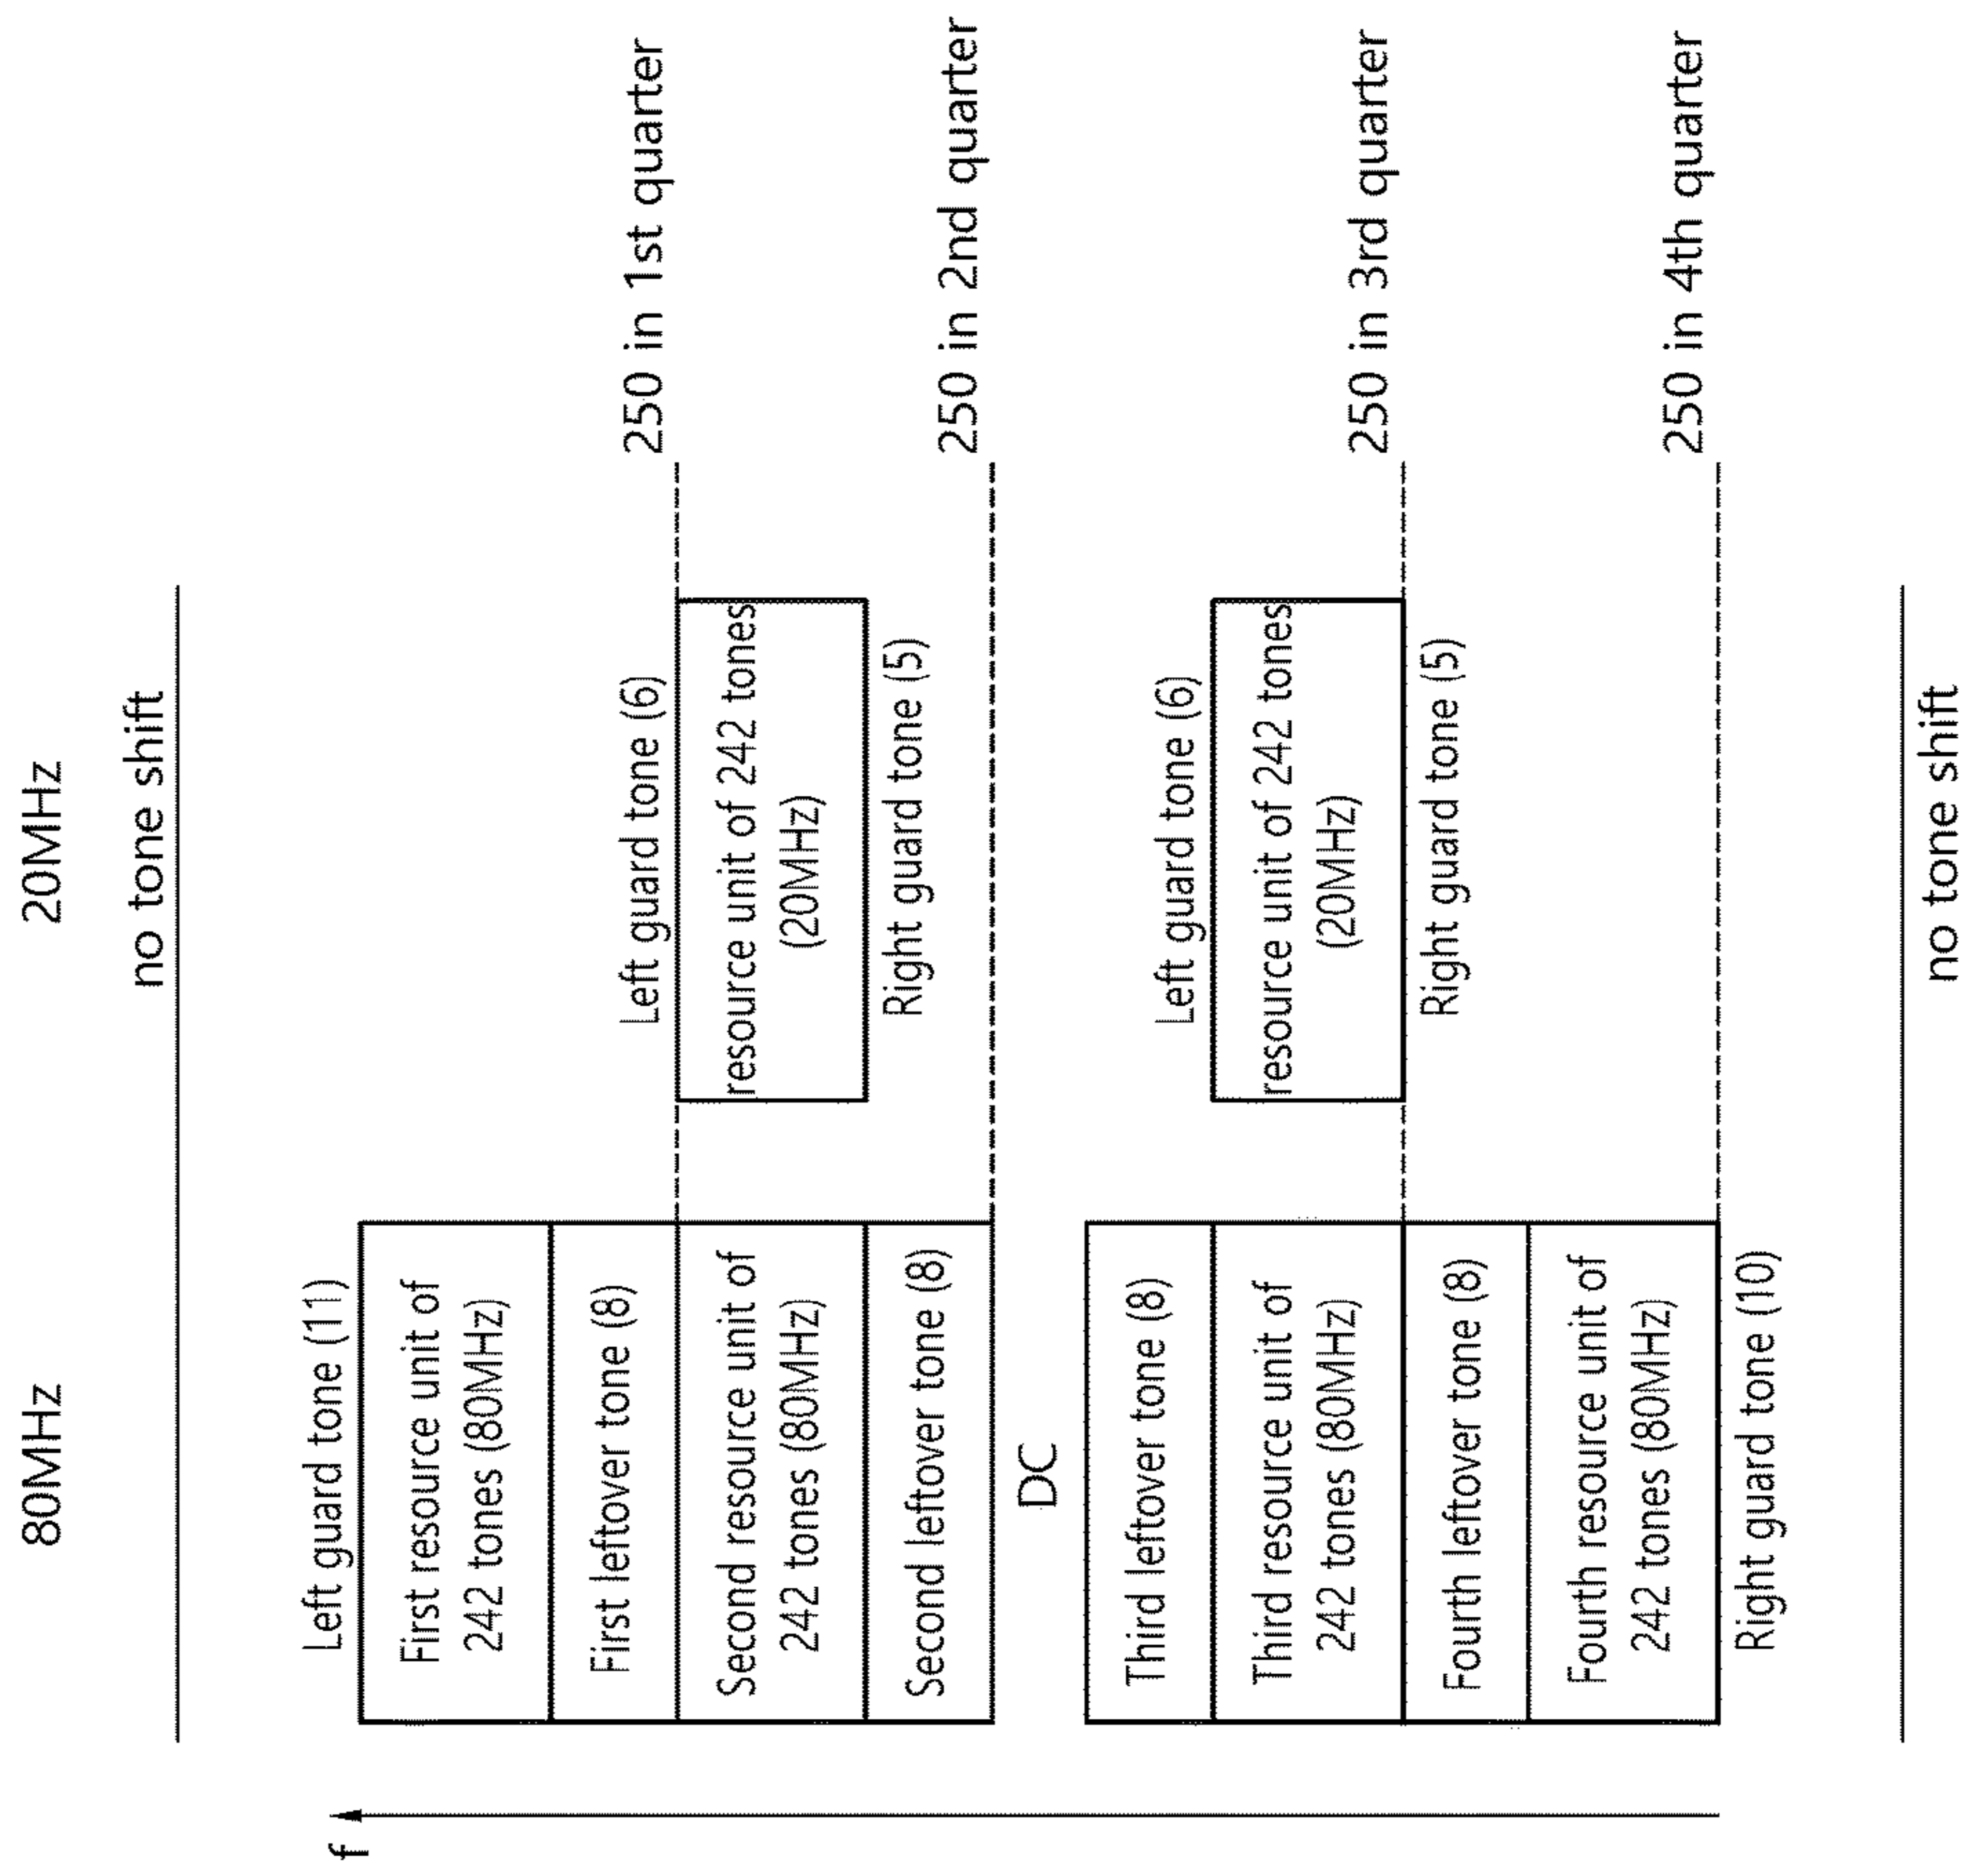 80MHz
20MHz
no tone shift
Left guard tone (11)
First resource unit of
242 tones (80MHz)
First leftover tone (8)
Second resource unit of
242 tones (80MHz)
Second leftover tone (8)
DC
Third leftover tone (8)
Third resource unit of
242 tones (80MHz)
Fourth leftover tone (8)
Fourth resource unit of
242 tones (80MHz)
Right guard tone (10)
Left guard tone (6)
resource unit of 242 tones
(20MHz)
Right guard tone (5)
Left guard tone (6)
resource unit of 242 tones
(20MHz)
Right guard tone (5)
250 in 1st quarter
250 in 2nd quarter
250 in 3rd quarter
250 in 4th quarter
no tone shift
f